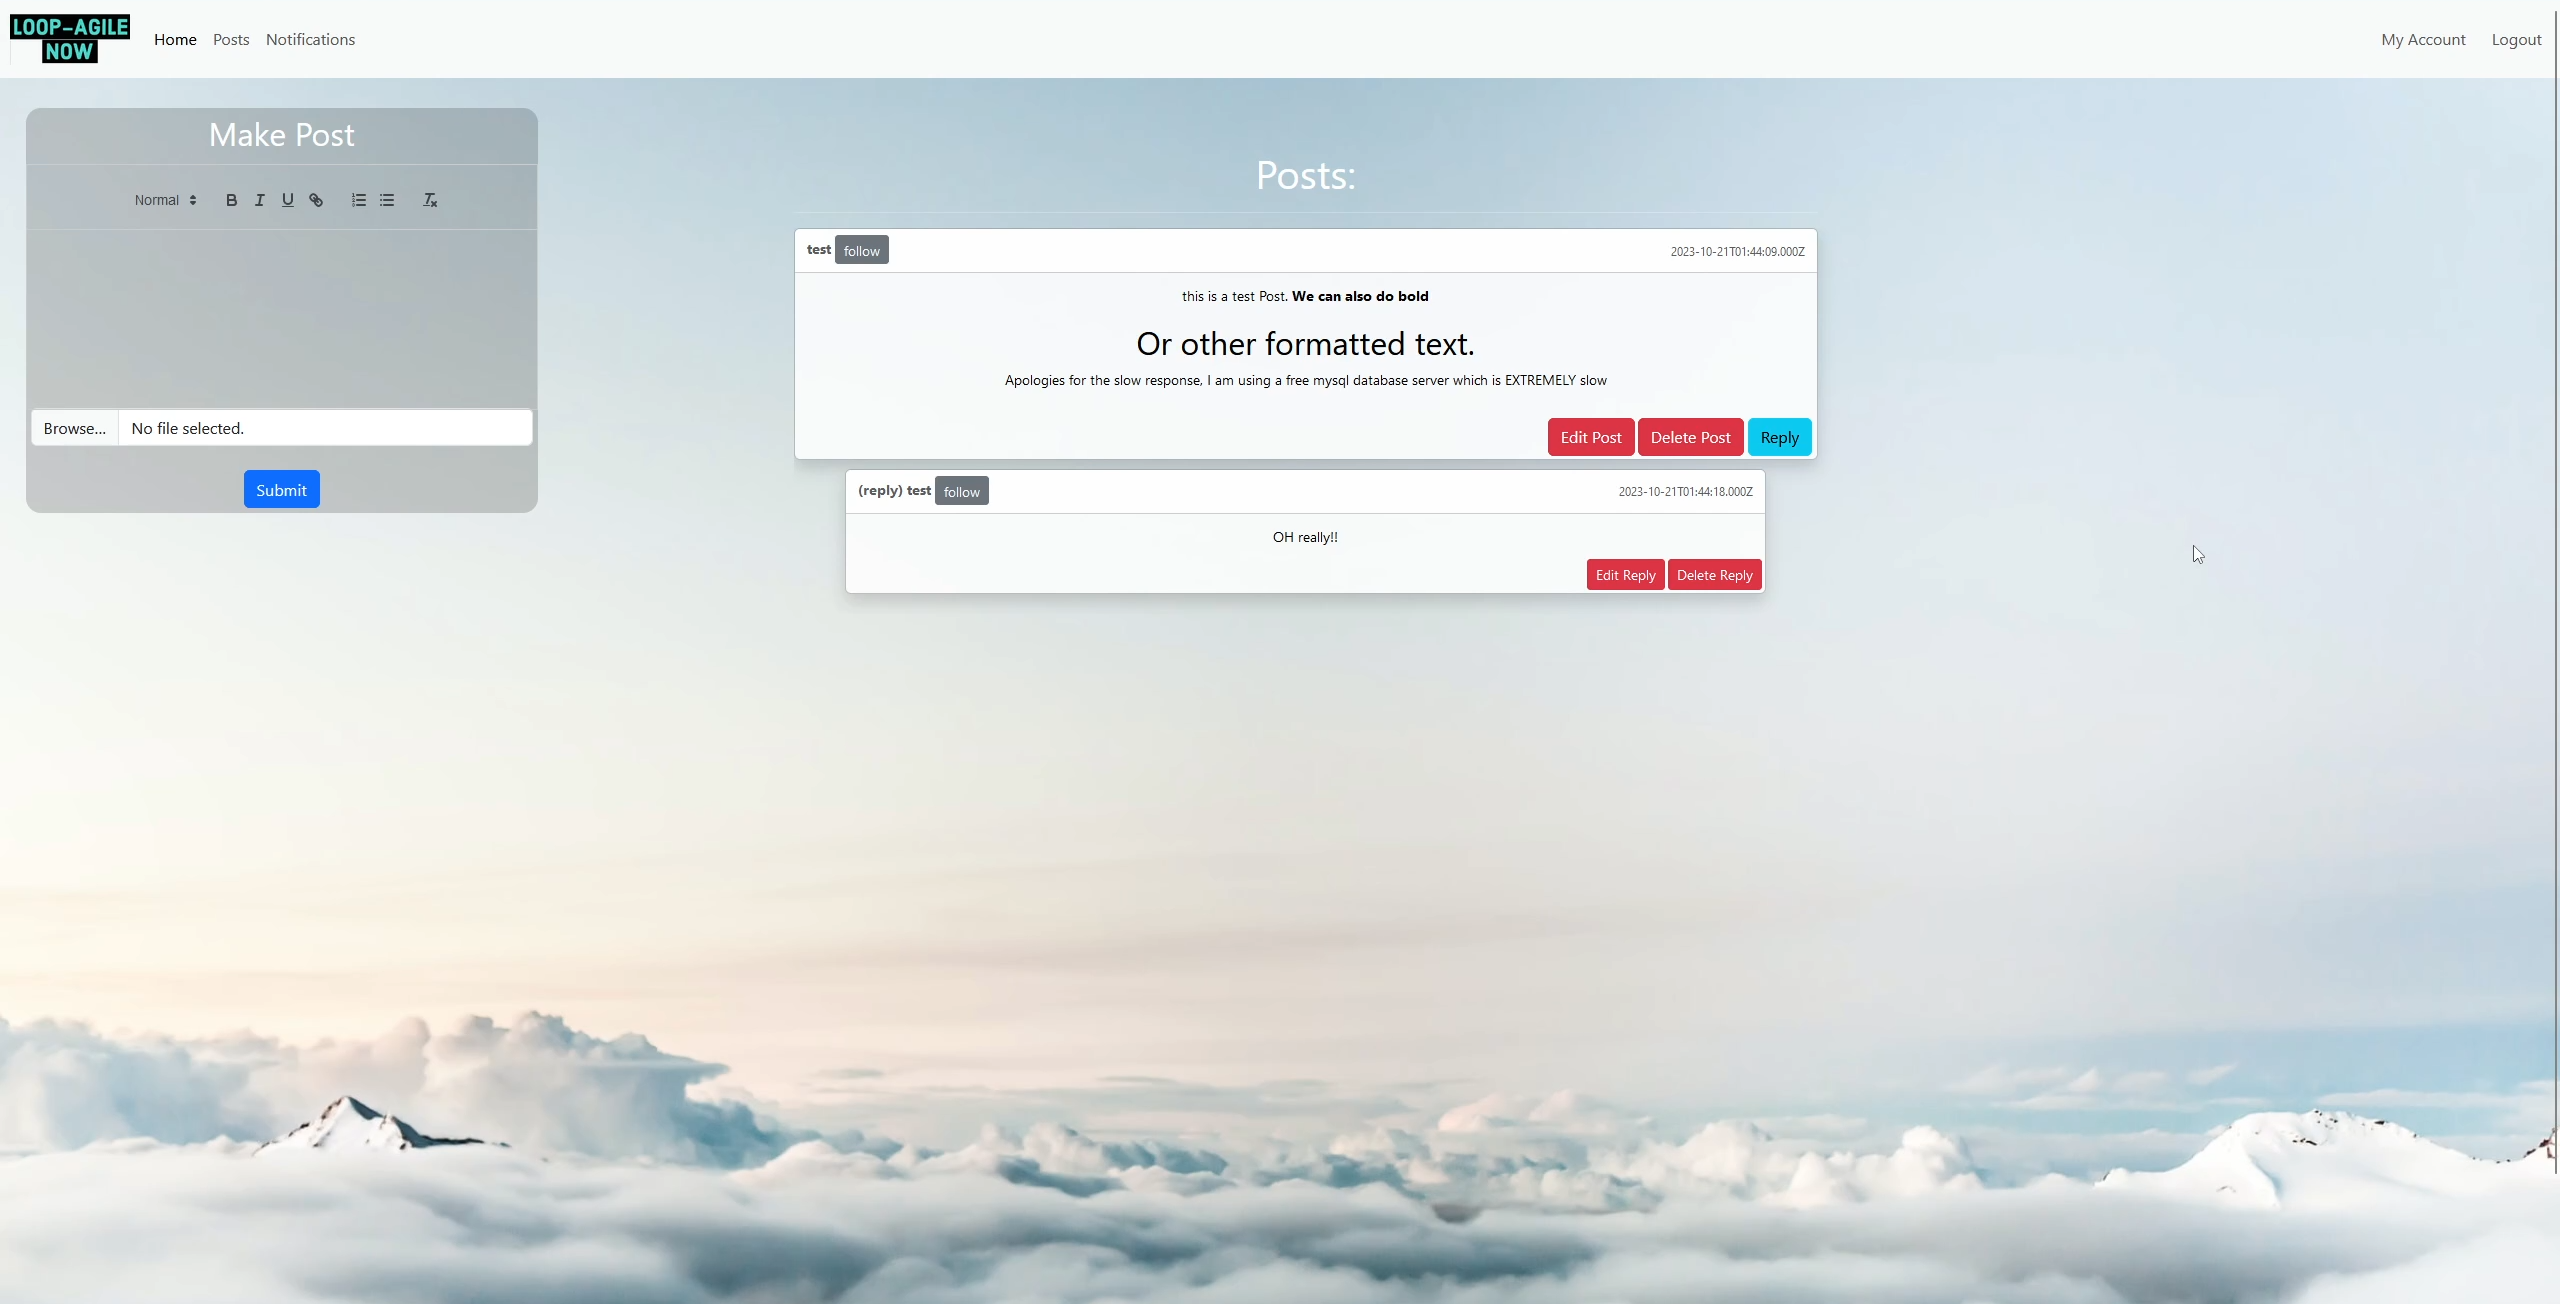 LOOP-AGILE
NOW
Home Posts Notifications
My Account Logout
Make Post
Normal
Browse... No file selected.
Submit
Posts:
test follow 2023-10-21T01:44:09.000Z
this is a test Post. We can also do bold
Or other formatted text.
Apologies for the slow response, I am using a free mysql database server which is EXTREMELY slow
Edit Post Delete Post Reply
(reply) test follow 2023-10-21T01:44:18.000Z
OH really!!
Edit Reply Delete Reply